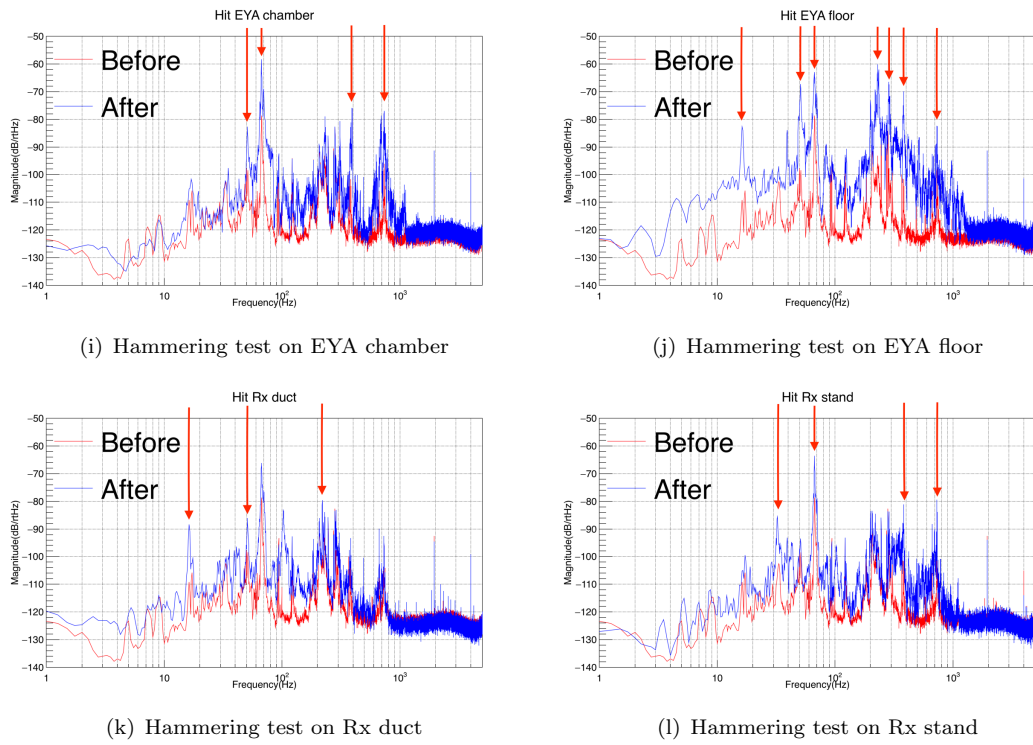 Hit EYA chamber
Hit EYA floor
Magnitude(dB/rtHz)
−50
−60
−70
−80
−90
−100
−110
−120
−130
−140
Before
After
1
10
10²
10³
Frequency(Hz)
Magnitude(dB/rtHz)
−50
−60
−70
−80
−90
−100
−110
−120
−130
−140
Before
After
1
10
10²
10³
Frequency(Hz)
(i) Hammering test on EYA chamber
(j) Hammering test on EYA floor
Hit Rx duct
Hit Rx stand
Magnitude(dB/rtHz)
−50
−60
−70
−80
−90
−100
−110
−120
−130
−140
Before
After
1
10
10²
10³
Frequency(Hz)
Magnitude(dB/rtHz)
−50
−60
−70
−80
−90
−100
−110
−120
−130
−140
Before
After
1
10
10²
10³
Frequency(Hz)
(k) Hammering test on Rx duct
(l) Hammering test on Rx stand